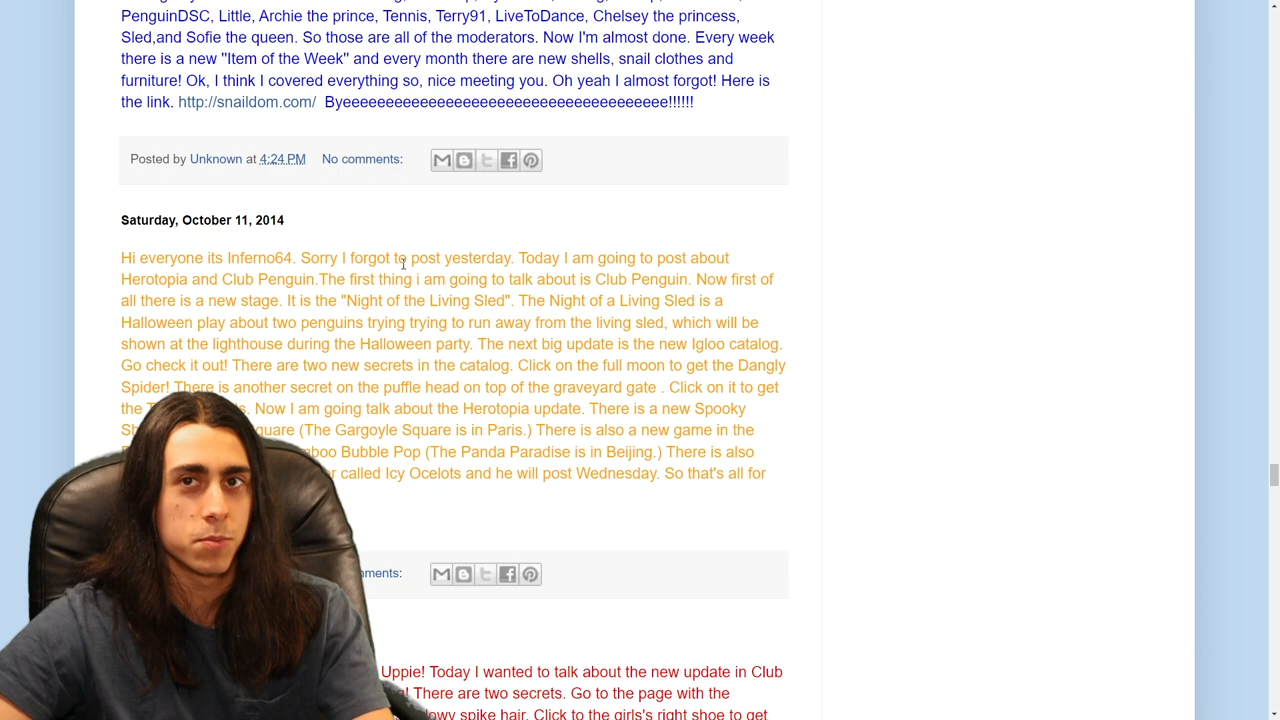 PenguinDSC, Little, Archie the prince, Tennis, Terry91, LiveToDance, Chelsey the princess,
Sled,and Sofie the queen. So those are all of the moderators. Now I'm almost done. Every week
there is a new "Item of the Week" and every month there are new shells, snail clothes and
furniture! Ok, I think I covered everything so, nice meeting you. Oh yeah I almost forgot! Here is
the link. http://snaildom.com/ Byeeeeeeeeeeeeeeeeeeeeeeeeeeeeeeeeeeeee!!!!!!
Posted by Unknown at 4:24 PM No comments:
Saturday, October 11, 2014
Hi everyone its Inferno64. Sorry I forgot to post yesterday. Today I am going to post about
Herotopia and Club Penguin.The first thing i am going to talk about is Club Penguin. Now first of
all there is a new stage. It is the "Night of the Living Sled". The Night of a Living Sled is a
Halloween play about two penguins trying trying to run away from the living sled, which will be
shown at the lighthouse during the Halloween party. The next big update is the new Igloo catalog.
Go check it out! There are two new secrets in the catalog. Click on the full moon to get the Dangly
Spider! There is another secret on the puffle head on top of the graveyard gate . Click on it to get
the Now I am going talk about the Herotopia update. There is a new Spooky
quare (The Gargoyle Square is in Paris.) There is also a new game in the
mboo Bubble Pop (The Panda Paradise is in Beijing.) There is also
called Icy Ocelots and he will post Wednesday. So that's all for
mments:
Uppie! Today I wanted to talk about the new update in Club
There are two secrets. Go to the page with the
spike hair. Click to the girls's right shoe to get